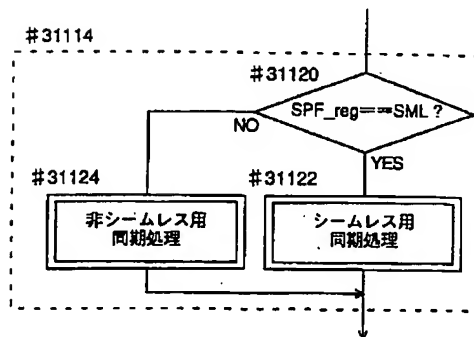 #31114
#31120
SPF_reg==SML?
NO
YES
#31124
#31122
非シームレス用
同期処理
シームレス用
同期処理